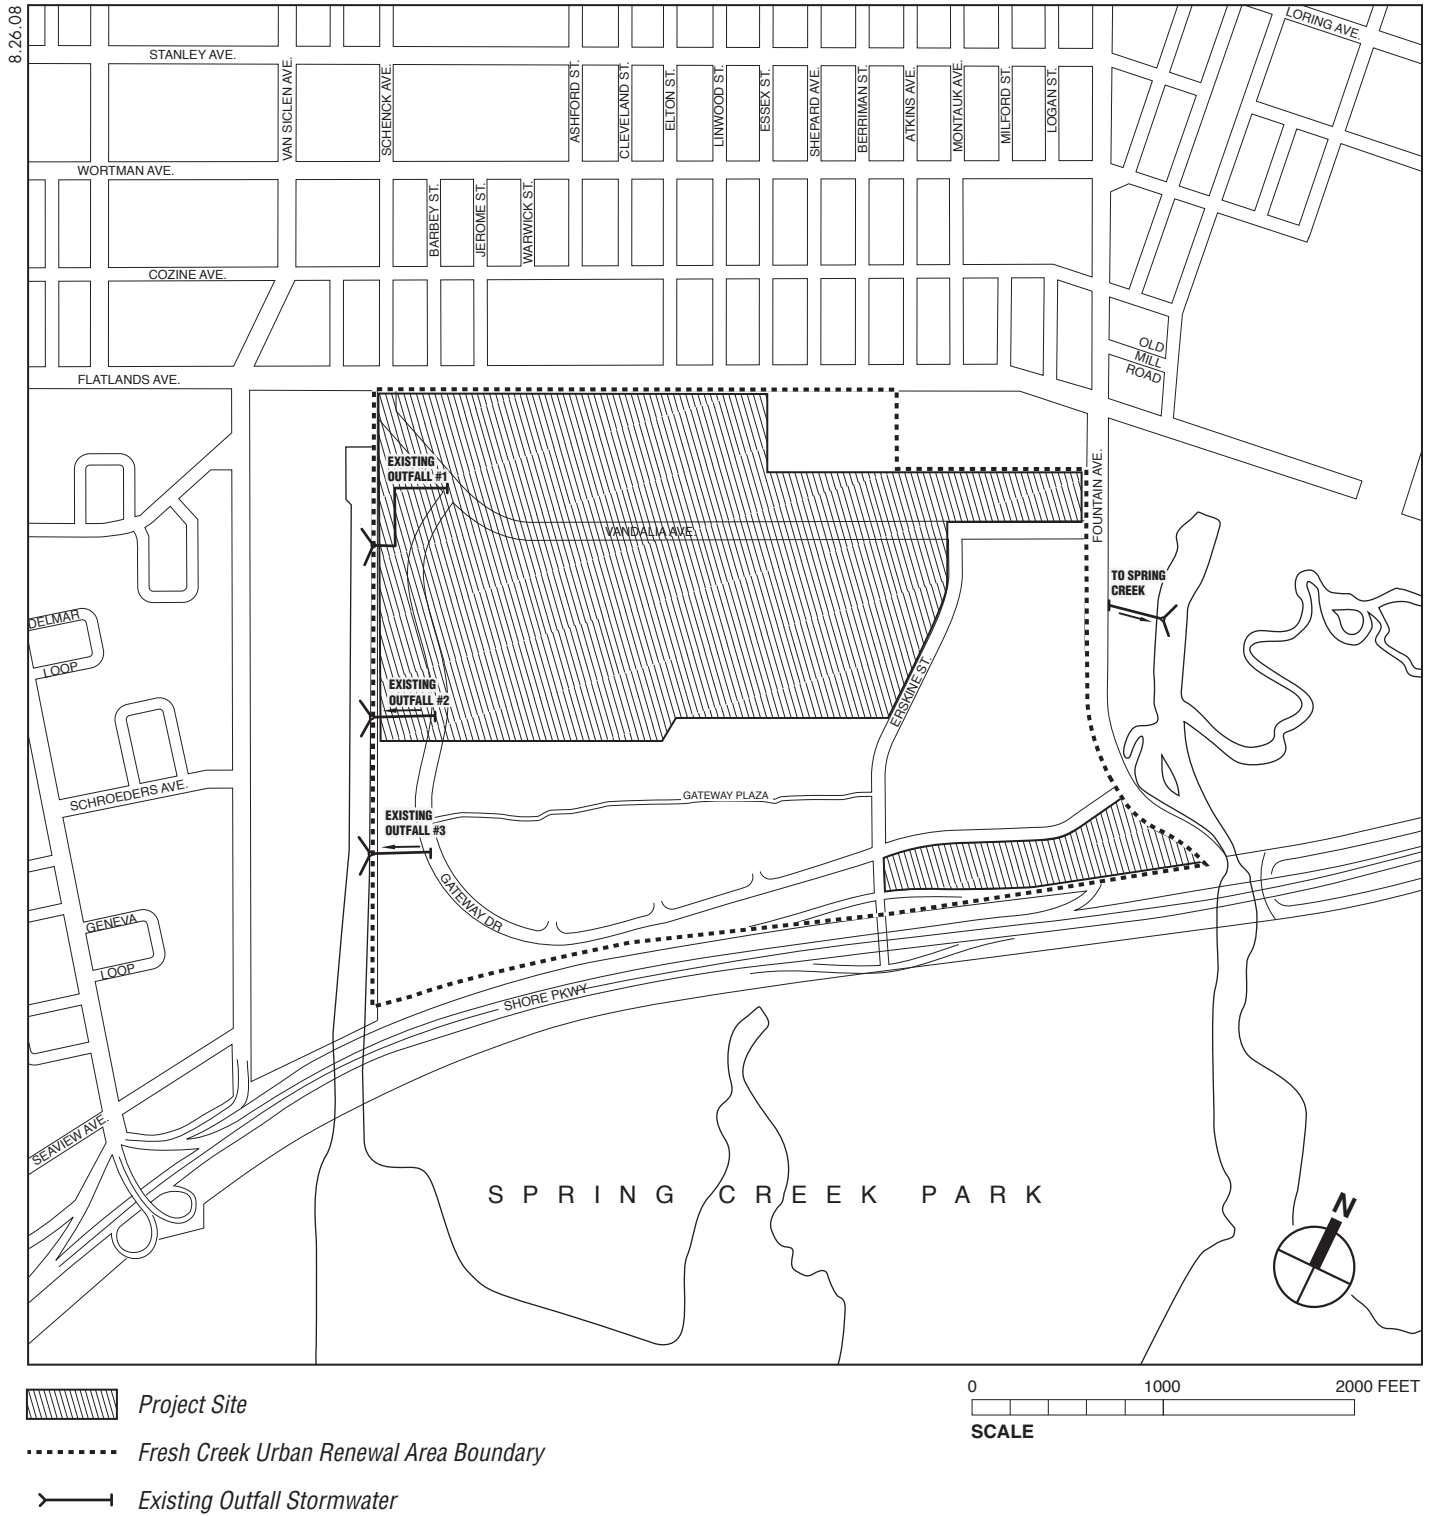 8.26.08
LORING AVE.
STANLEY AVE.
VAN SICLEN AVE.
SCHENCK AVE.
ASHFORD ST.
CLEVELAND ST.
ELTON ST.
LINWOOD ST.
ESSEX ST.
SHEPARD AVE.
BERRIMAN ST.
ATKINS AVE.
MONTAUK AVE.
MILFORD ST.
LOGAN ST.
WORTMAN AVE.
BARBEY ST.
JEROME ST.
WARWICK ST.
COZINE AVE.
OLD
MILL
ROAD
FLATLANDS AVE.
EXISTING
OUTFALL #1
FOUNTAIN AVE.
VANDALIA AVE.
TO SPRING
CREEK
DELMAR
LOOP
EXISTING
OUTFALL #2
ERSKINE ST.
SCHROEDERS AVE.
GATEWAY PLAZA
EXISTING
OUTFALL #3
GATEWAY DR
GENEVA
LOOP
SHORE PKWY
SEAVIEW AVE.
SPRING CREEK PARK
N
Project Site
Fresh Creek Urban Renewal Area Boundary
Existing Outfall Stormwater
0 1000 2000 FEET
SCALE